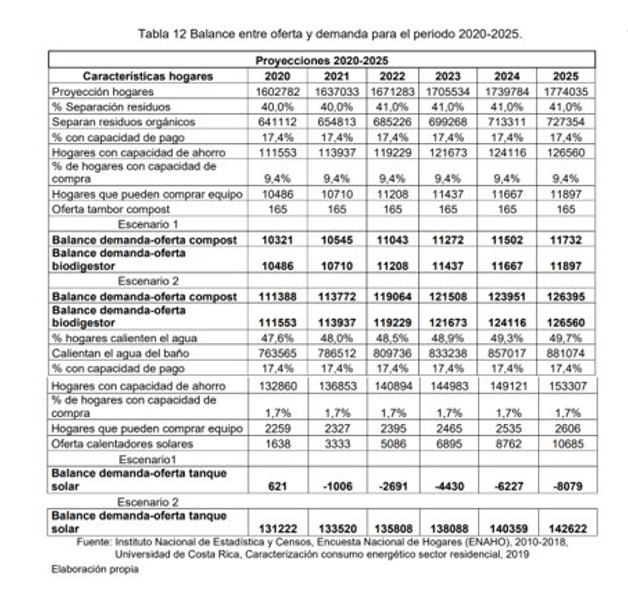 Tabla 12 Balance entre oferta y demanda para el periodo 2020-2025.
Proyecciones 2020-2025
Características hogares 2020 2021 2022 2023 2024 2025
Proyección hogares 1602782 1637033 1671283 1705534 1739784 1774035
% Separación residuos 40,0% 40,0% 41,0% 41,0% 41,0% 41,0%
Separan residuos orgánicos 641112 654813 685226 699268 713311 727354
% con capacidad de pago 17,4% 17,4% 17,4% 17,4% 17,4% 17,4%
Hogares con capacidad de ahorro 111553 113937 119229 121673 124116 126560
% de hogares con capacidad de
compra 9,4% 9,4% 9,4% 9,4% 9,4% 9,4%
Hogares que pueden comprar equipo 10486 10710 11208 11437 11667 11897
Oferta tambor compost 165 165 165 165 165 165
Escenario 1
Balance demanda-oferta compost 10321 10545 11043 11272 11502 11732
Balance demanda-oferta
biodigestor 10486 10710 11208 11437 11667 11897
Escenario 2
Balance demanda-oferta compost 111388 113772 119064 121508 123951 126395
Balance demanda-oferta
biodigestor 111553 113937 119229 121673 124116 126560
% hogares calienten el agua 47,6% 48,0% 48,5% 48,9% 49,3% 49,7%
Calientan el agua del baño 763565 786512 809736 833238 857017 881074
% con capacidad de pago 17,4% 17,4% 17,4% 17,4% 17,4% 17,4%
Hogares con capacidad de ahorro 132860 136853 140894 144983 149121 153307
% de hogares con capacidad de
compra 1,7% 1,7% 1,7% 1,7% 1,7% 1,7%
Hogares que pueden comprar equipo 2259 2327 2395 2465 2535 2606
Oferta calentadores solares 1638 3333 5086 6895 8762 10685
Escenario1
Balance demanda-oferta tanque
solar 621 -1006 -2691 -4430 -6227 -8079
Escenario 2
Balance demanda-oferta tanque
solar 131222 133520 135808 138088 140359 142622
Fuente: Instituto Nacional de Estadística y Censos, Encuesta Nacional de Hogares (ENAHO), 2010-2018,
Universidad de Costa Rica, Caracterización consumo energético sector residencial, 2019
Elaboración propia